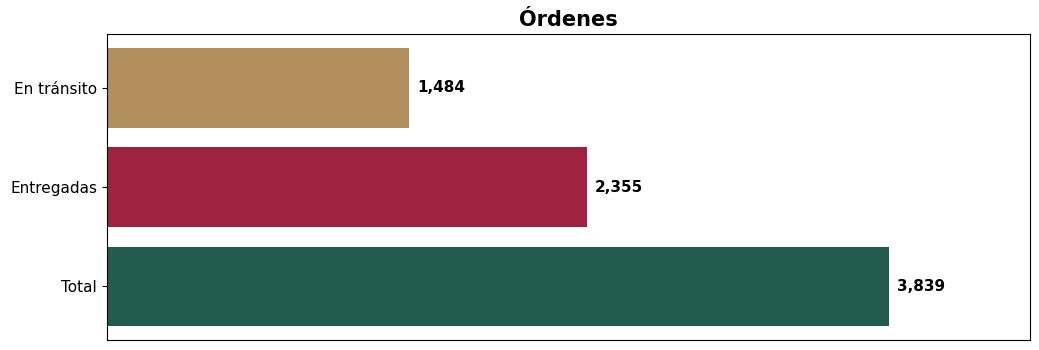 Órdenes
En tránsito 1,484
Entregadas 2,355
Total 3,839